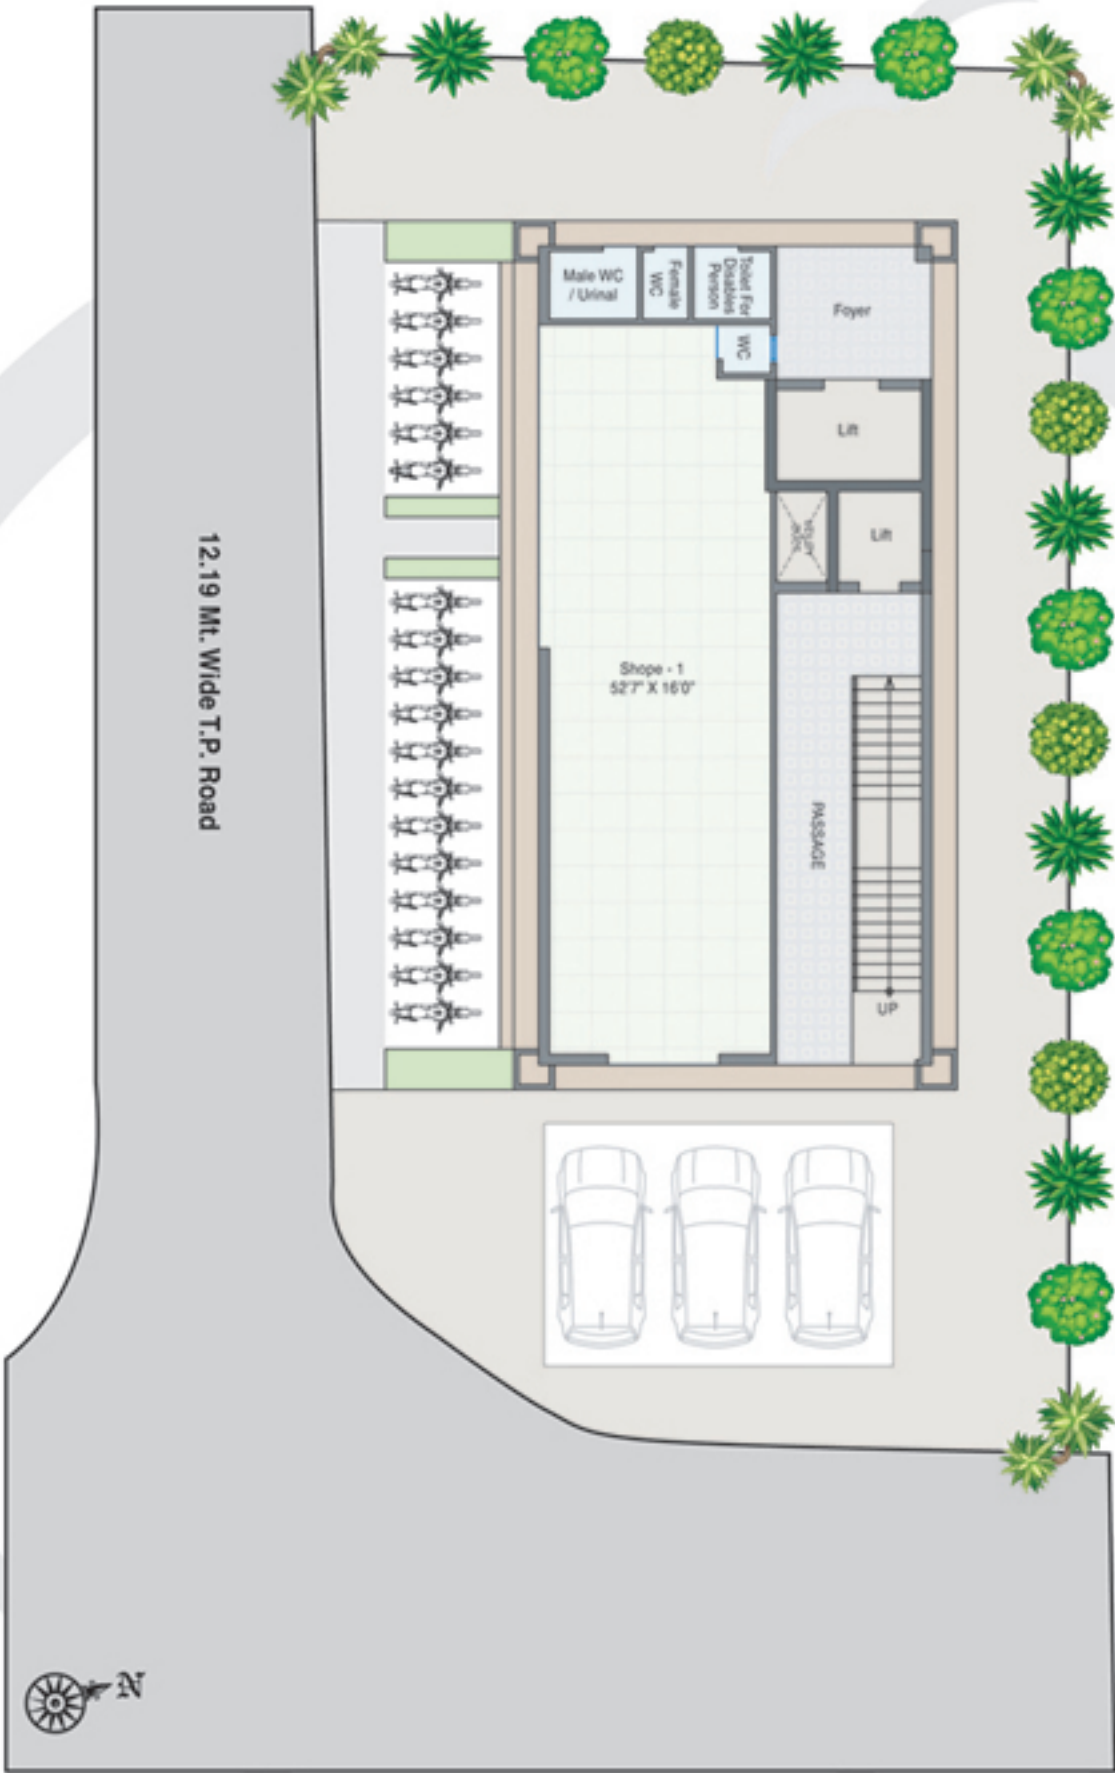 Male WC
/ Urinal
Female
WC
Toilet For
Disables
Person
WC
Foyer
Lift
Lift
Shope - 1
52'7" X 16'0"
PASSAGE
UP
12.19 Mt. Wide T.P. Road
N